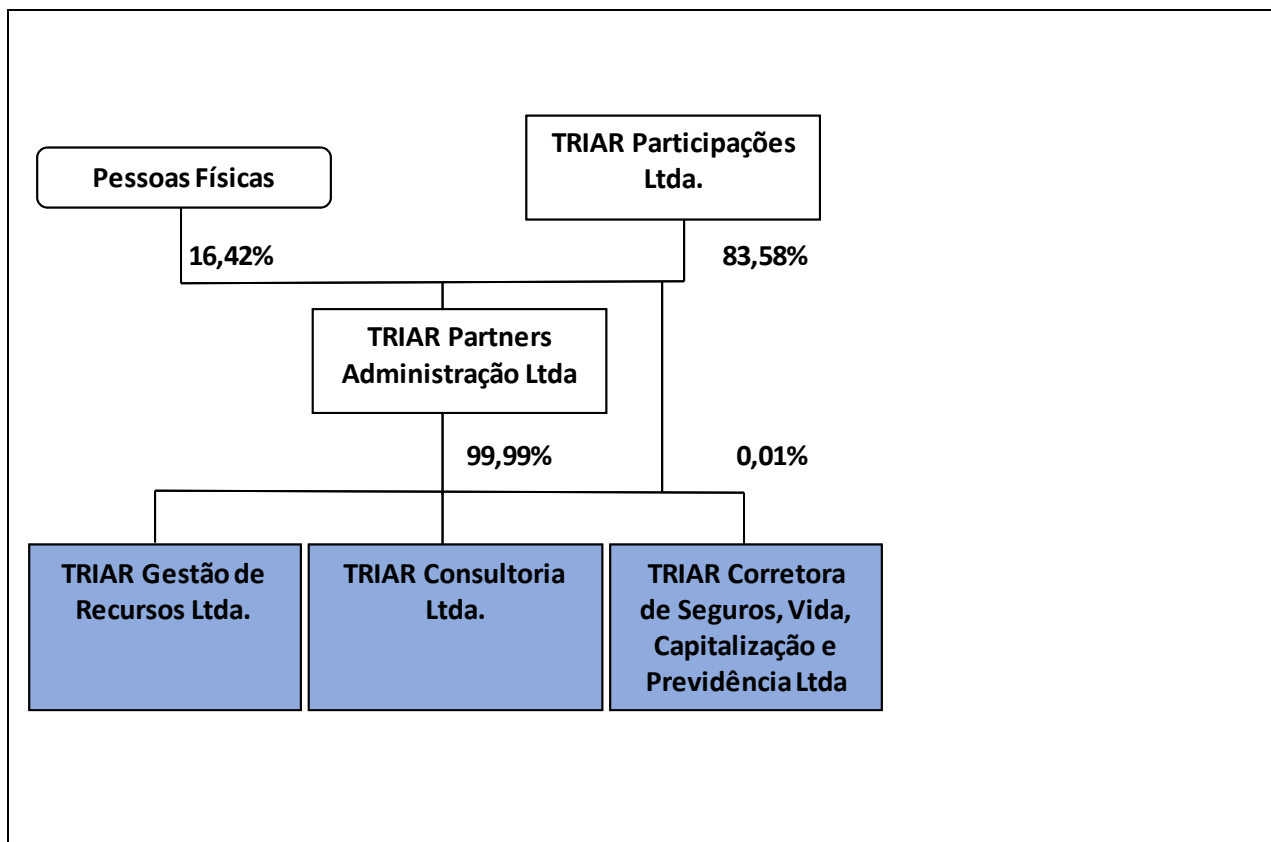 Pessoas Físicas
TRIAR Participações
Ltda.
16,42%
83,58%
TRIAR Partners
Administração Ltda
99,99%
0,01%
TRIAR Gestão de
Recursos Ltda.
TRIAR Consultoria
Ltda.
TRIAR Corretora
de Seguros, Vida,
Capitalização e
Previdência Ltda